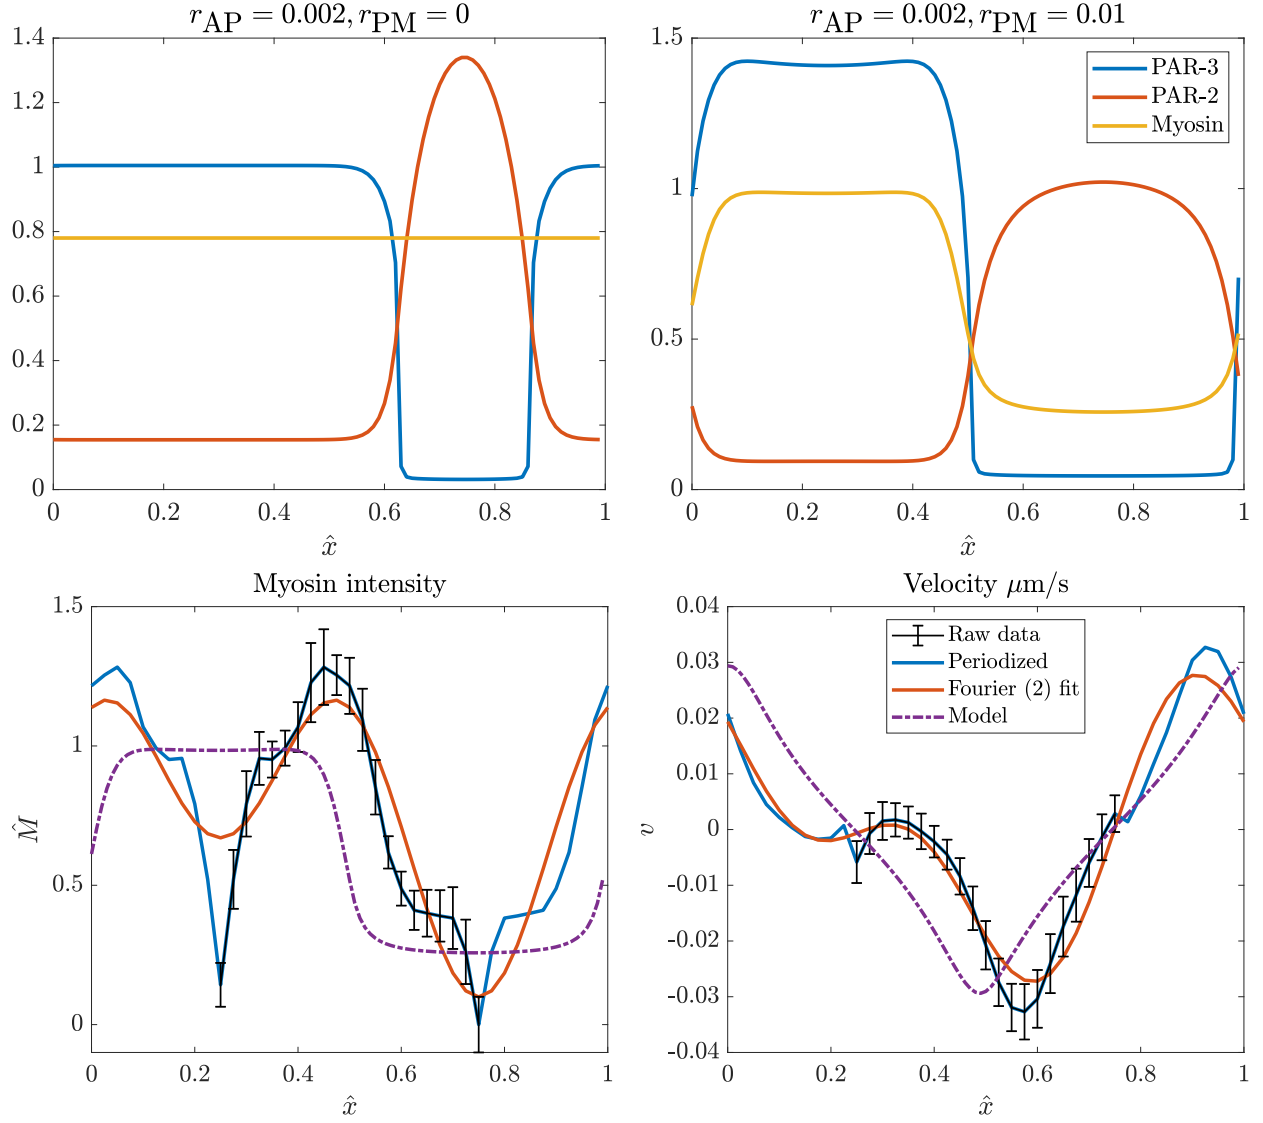 r_AP = 0.002, r_PM = 0
1.4
1.2
1
0.8
0.6
0.4
0.2
0
0 0.2 0.4 0.6 0.8 1
x̂
r_AP = 0.002, r_PM = 0.01
1.5
1
0.5
0
PAR-3
PAR-2
Myosin
0 0.2 0.4 0.6 0.8 1
x̂
Myosin intensity
1.5
1
0.5
0
M̂
0 0.2 0.4 0.6 0.8 1
x̂
Velocity μm/s
0.04
0.03
0.02
0.01
0
-0.01
-0.02
-0.03
-0.04
v
Raw data
Periodized
Fourier (2) fit
Model
0 0.2 0.4 0.6 0.8 1
x̂